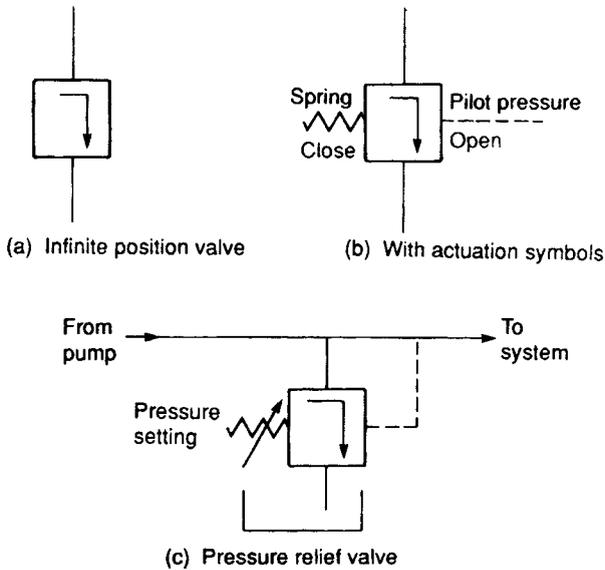 Spring
Close
Pilot pressure
Open
(a) Infinite position valve
(b) With actuation symbols
From
pump
To
system
Pressure
setting
(c) Pressure relief valve